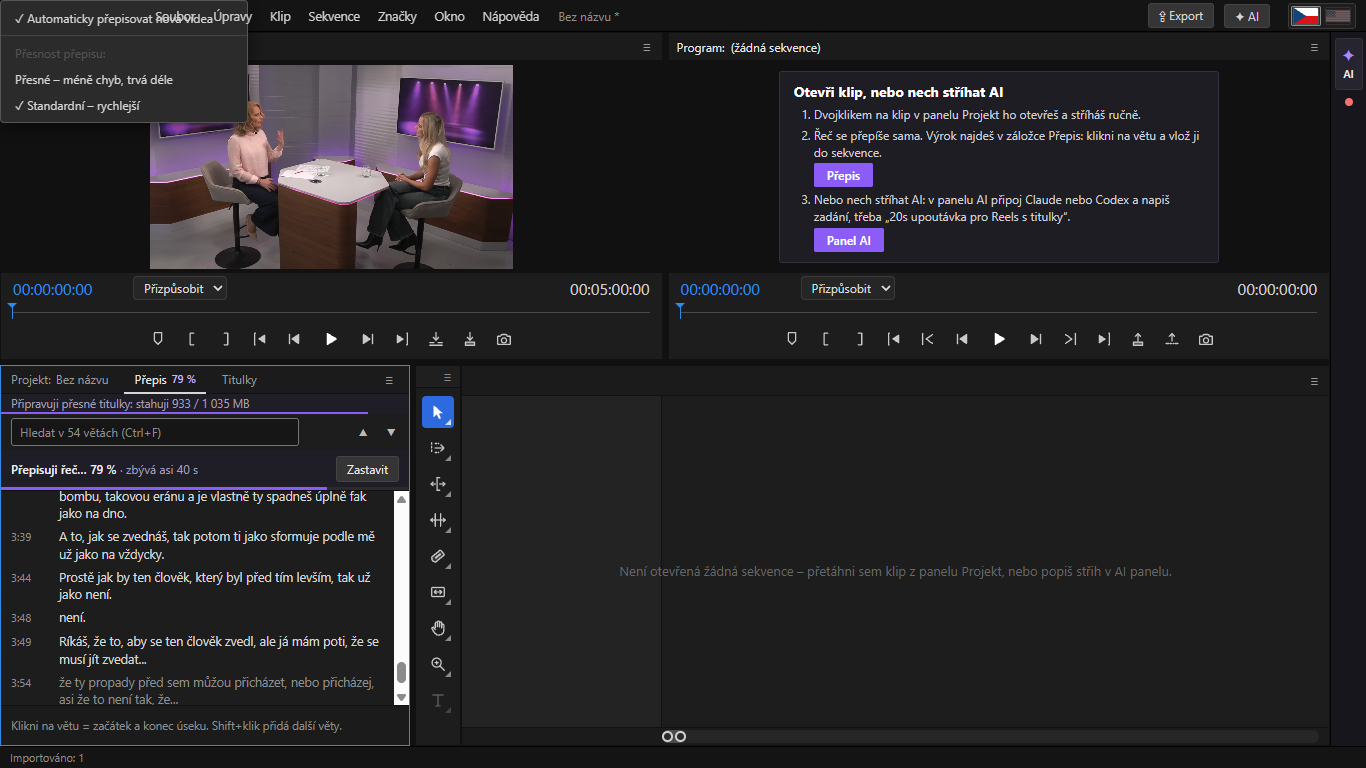 ✓ Automaticky přepisovat nová videa
Přesnost přepisu:
Přesné – méně chyb, trvá déle
✓ Standardní – rychlejší
Soubor Úpravy Klip Sekvence Značky Okno Nápověda Bez názvu *
Export AI
Program: (žádná sekvence)
Otevři klip, nebo nech stříhat AI
1. Dvojklikem na klip v panelu Projekt ho otevřeš a stříháš ručně.
2. Řeč se přepíše sama. Výrok najdeš v záložce Přepis: klikni na větu a vlož ji
do sekvence.
Přepis
3. Nebo nech stříhat AI: v panelu AI připoj Claude nebo Codex a napiš
zadání, třeba „20s upoutávka pro Reels s titulky“.
Panel AI
AI
00:00:00:00 Přizpůsobit 00:05:00:00
00:00:00:00 Přizpůsobit 00:00:00:00
Projekt: Bez názvu Přepis 79 % Titulky
Připravuji přesné titulky: stahuji 933 / 1 035 MB
Hledat v 54 větách (Ctrl+F)
Přepisuji řeč... 79 % · zbývá asi 40 s Zastavit
bombu, takovou eránu a je vlastně ty spadneš úplně fak
jako na dno.
3:39 A to, jak se zvednáš, tak potom ti jako sformuje podle mě
už jako na vždycky.
3:44 Prostě jak by ten člověk, který byl před tím levším, tak už
jako není.
3:48 není.
3:49 Ríkáš, že to, aby se ten člověk zvedl, ale já mám poti, že se
musí jít zvedat...
3:54 že ty propady před sem můžou přicházet, nebo přicházej,
asi že to není tak, že...
Klikni na větu = začátek a konec úseku. Shift+klik přidá další věty.
T
Není otevřená žádná sekvence – přetáhni sem klip z panelu Projekt, nebo popiš střih v AI panelu.
Importováno: 1